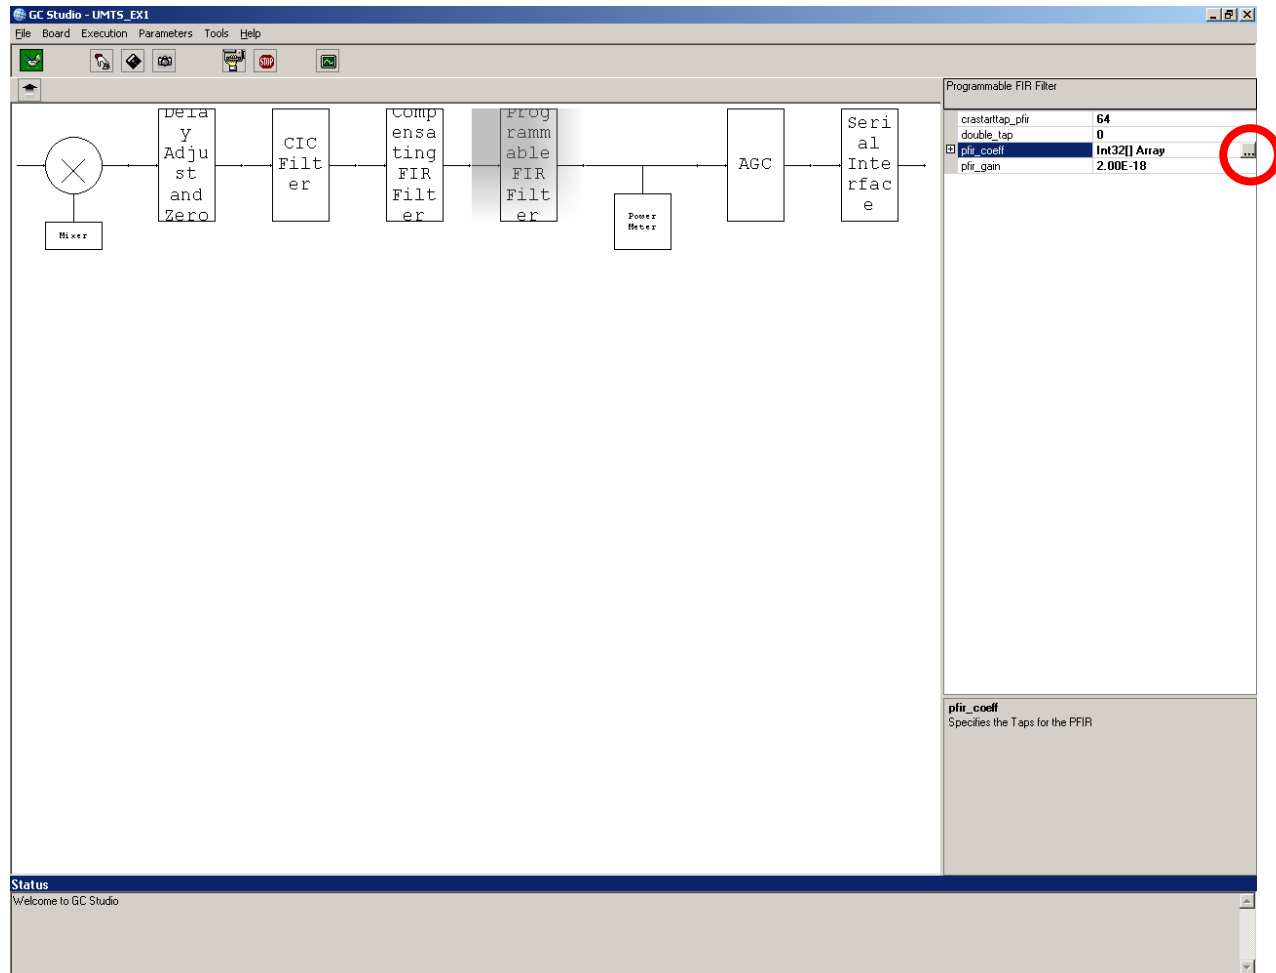 GC Studio - UMTS_EX1
File Board Execution Parameters Tools Help
STOP
Programmable FIR Filter
crastarttap_pfir 64
double_tap 0
pfir_coeff Int32[] Array ...
pfir_gain 2.00E-18
Mixer
Dela
y
Adju
st
and
Zero
CIC
Filt
er
Comp
ensa
ting
FIR
Filt
er
Prog
ramm
able
FIR
Filt
er
Power
Meter
AGC
Seri
al
Inte
rfac
e
pfir_coeff
Specifies the Taps for the PFIR
Status
Welcome to GC Studio